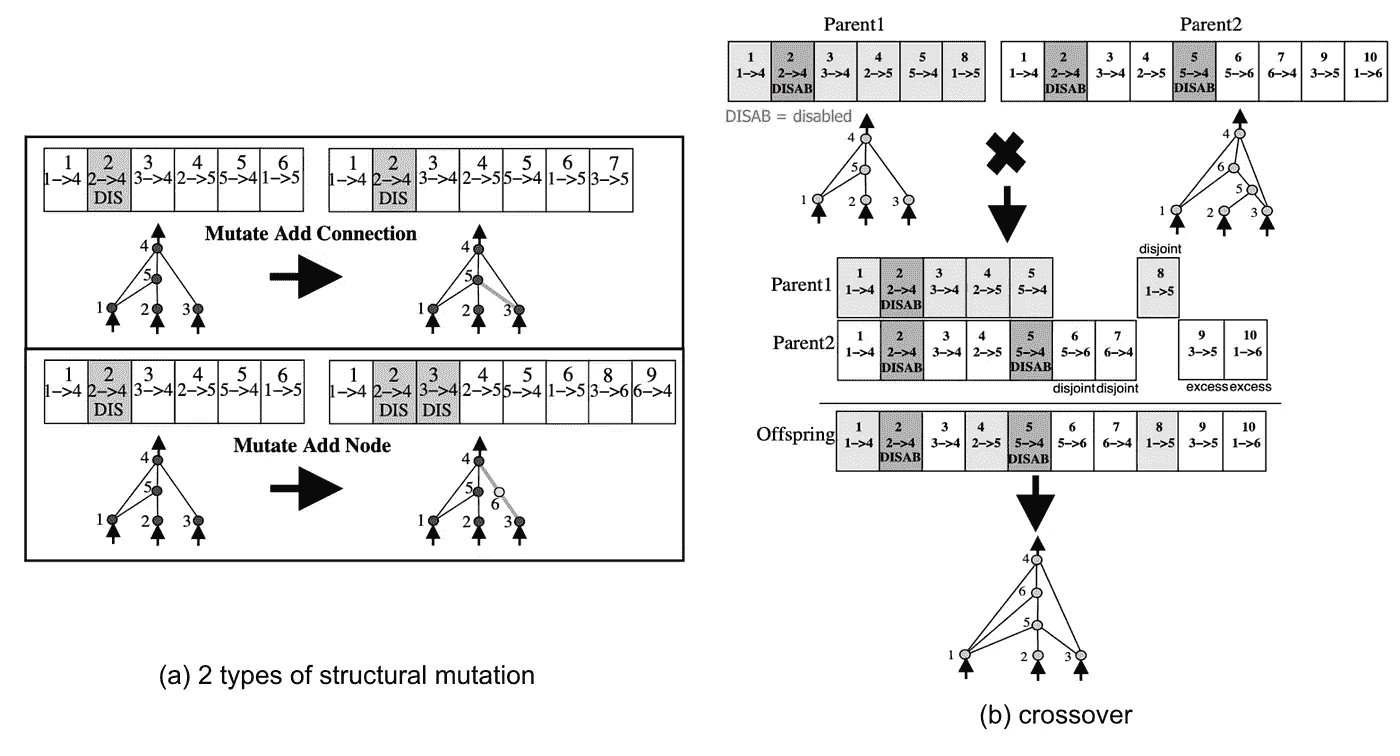 1 2 3 4 5 6
1->4 2->4 3->4 2->5 5->4 1->5
DIS
1 2 3 4 5 6 7
1->4 2->4 3->4 2->5 5->4 1->5 3->5
DIS
Mutate Add Connection
4
5
1 2 3
4
5
1 2 3
1 2 3 4 5 6
1->4 2->4 3->4 2->5 5->4 1->5
DIS
1 2 3 4 5 6 8 9
1->4 2->4 3->4 2->5 5->4 1->5 3->6 6->4
DIS DIS
Mutate Add Node
4
5
1 2 3
4
5
6
1 2 3
(a) 2 types of structural mutation
Parent1
1 2 3 4 5 8
1->4 2->4 3->4 2->5 5->4 1->5
DISAB
DISAB = disabled
Parent2
1 2 3 4 5 6 7 9 10
1->4 2->4 3->4 2->5 5->4 5->6 6->4 3->5 1->6
DISAB DISAB
4
5
1 2 3
4
6
5
1 2 3
disjoint
Parent1
1 2 3 4 5 8
1->4 2->4 3->4 2->5 5->4 1->5
DISAB
Parent2
1 2 3 4 5 6 7 9 10
1->4 2->4 3->4 2->5 5->4 5->6 6->4 3->5 1->6
DISAB DISAB
disjoint disjoint excess excess
Offspring
1 2 3 4 5 6 7 8 9 10
1->4 2->4 3->4 2->5 5->4 5->6 6->4 1->5 3->5 1->6
DISAB DISAB
4
6
5
1 2 3
(b) crossover